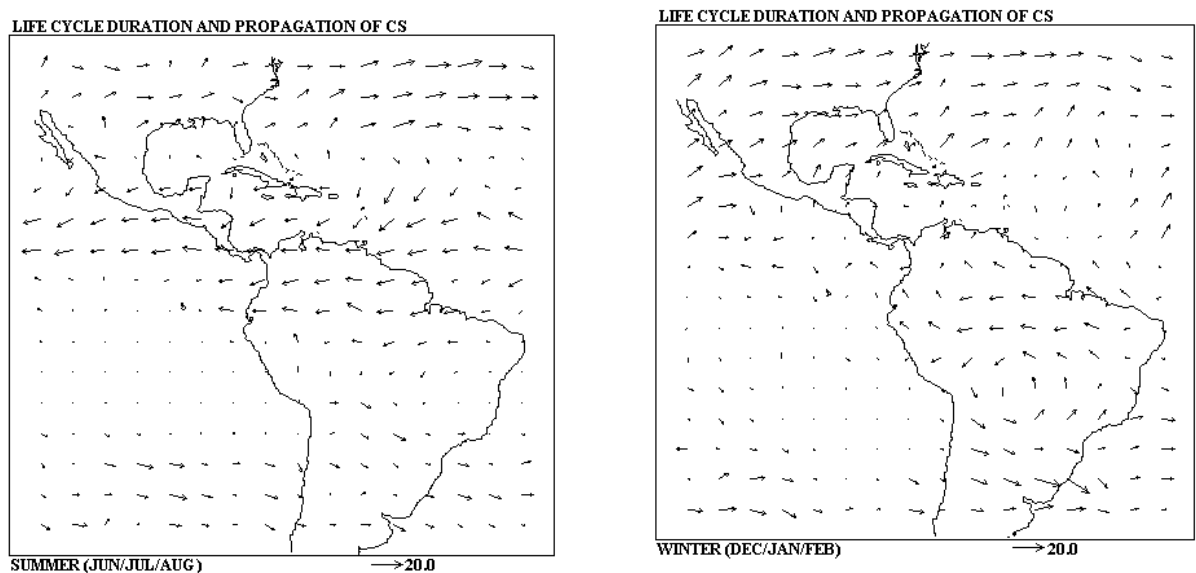 LIFE CYCLE DURATION AND PROPAGATION OF CS
SUMMER (JUN/JUL/AUG)
20.0
LIFE CYCLE DURATION AND PROPAGATION OF CS
WINTER (DEC/JAN/FEB)
20.0